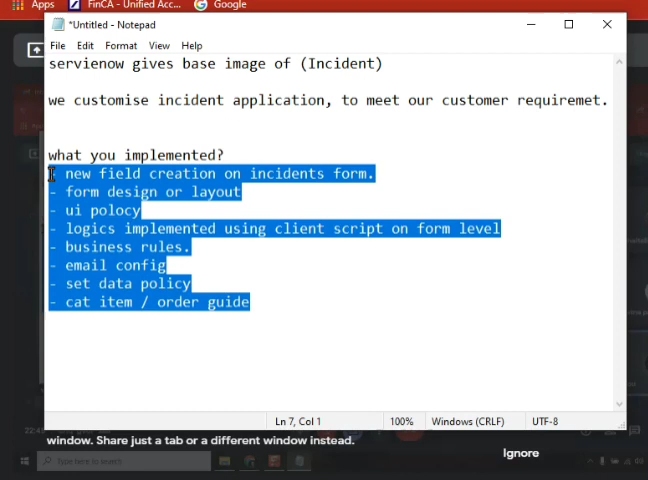 Apps FinCA - Unified Acc... Google
*Untitled - Notepad
File Edit Format View Help
servienow gives base image of (Incident)
we customise incident application, to meet our customer requiremet.
what you implemented?
- new field creation on incidents form.
- form design or layout
- ui polocy
- logics implemented using client script on form level
- business rules.
- email config
- set data policy
- cat item / order guide
Ln 7, Col 1 100% Windows (CRLF) UTF-8
window. Share just a tab or a different window instead.
Ignore
Type here to search